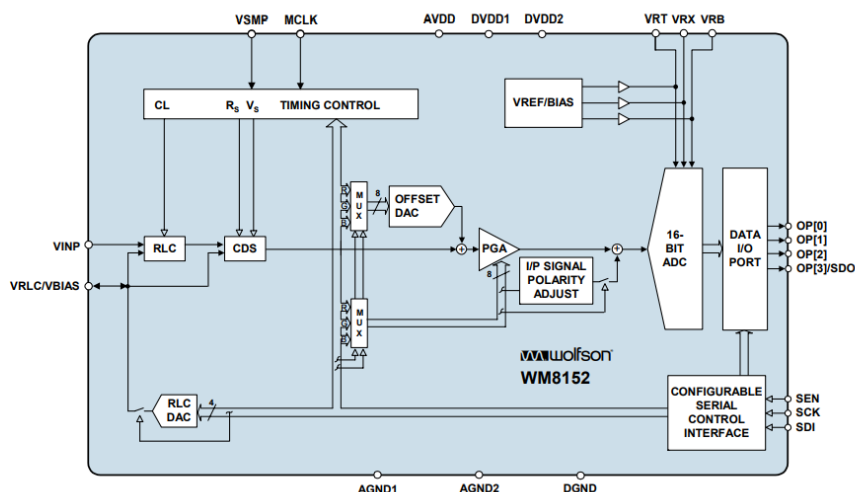 VSMP MCLK AVDD DVDD1 DVDD2 VRT VRX VRB
CL RS VS TIMING CONTROL
VREF/BIAS
R
G
B
MUX
8
OFFSET
DAC
VINP
RLC
CDS
PGA
8
I/P SIGNAL
POLARITY
ADJUST
16-
BIT
ADC
DATA
I/O
PORT
OP[0]
OP[1]
OP[2]
OP[3]/SDO
VRLC/VBIAS
R
G
B
MUX
wolfson
WM8152
RLC
DAC
4
CONFIGURABLE
SERIAL
CONTROL
INTERFACE
SEN
SCK
SDI
AGND1 AGND2 DGND